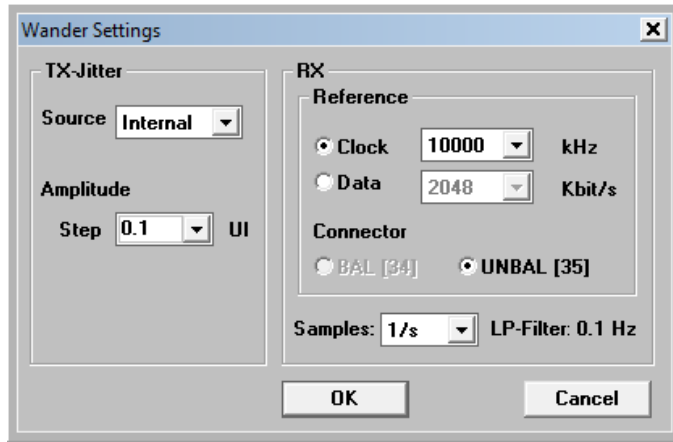 Wander Settings
TX-Jitter
Source Internal
Amplitude
Step 0.1 UI
RX
Reference
Clock 10000 kHz
Data 2048 Kbit/s
Connector
BAL [34] UNBAL [35]
Samples: 1/s LP-Filter: 0.1 Hz
OK Cancel